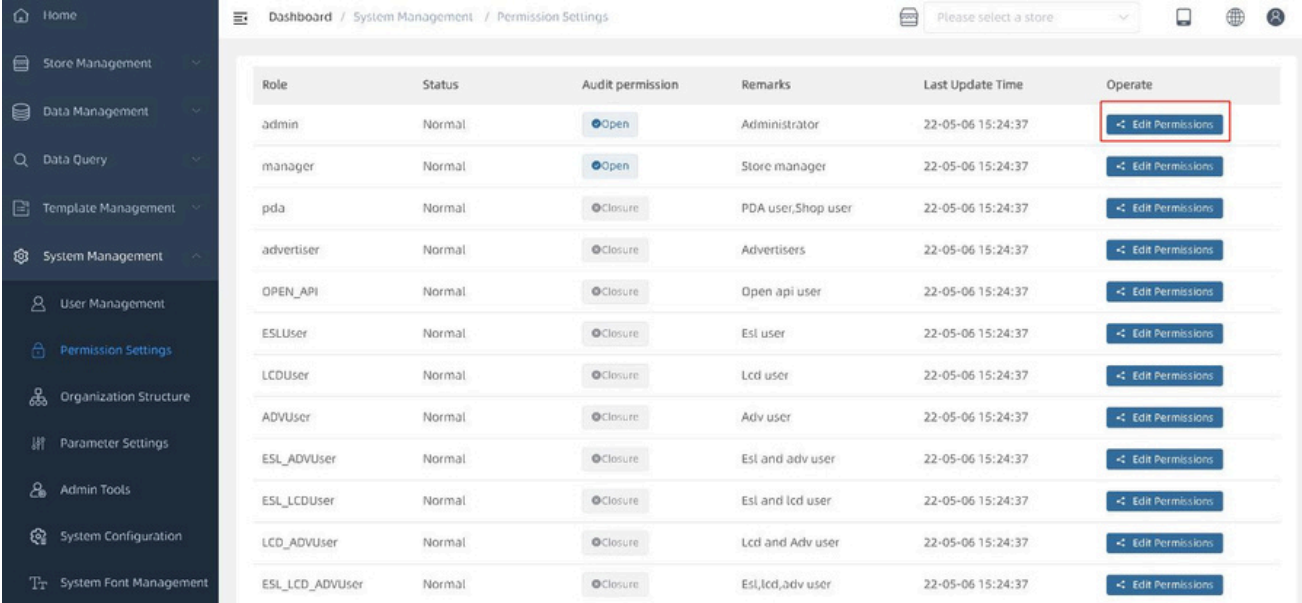 Home
Store Management
Data Management
Data Query
Template Management
System Management
User Management
Permission Settings
Organization Structure
Parameter Settings
Admin Tools
System Configuration
System Font Management
Dashboard / System Management / Permission Settings
Please select a store
Role Status Audit permission Remarks Last Update Time Operate
admin Normal Open Administrator 22-05-06 15:24:37 Edit Permissions
manager Normal Open Store manager 22-05-06 15:24:37 Edit Permissions
pda Normal Closure PDA user,Shop user 22-05-06 15:24:37 Edit Permissions
advertiser Normal Closure Advertisers 22-05-06 15:24:37 Edit Permissions
OPEN_API Normal Closure Open api user 22-05-06 15:24:37 Edit Permissions
ESLUser Normal Closure Esl user 22-05-06 15:24:37 Edit Permissions
LCDUser Normal Closure Lcd user 22-05-06 15:24:37 Edit Permissions
ADVUser Normal Closure Adv user 22-05-06 15:24:37 Edit Permissions
ESL_ADVUser Normal Closure Esl and adv user 22-05-06 15:24:37 Edit Permissions
ESL_LCDUser Normal Closure Esl and lcd user 22-05-06 15:24:37 Edit Permissions
LCD_ADVUser Normal Closure Lcd and Adv user 22-05-06 15:24:37 Edit Permissions
ESL_LCD_ADVUser Normal Closure Esl,lcd,adv user 22-05-06 15:24:37 Edit Permissions